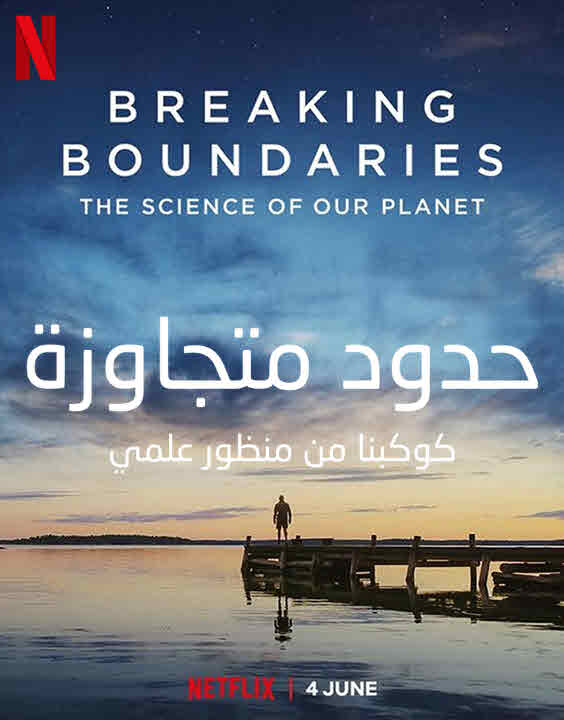 N
BREAKING
BOUNDARIES
THE SCIENCE OF OUR PLANET
حدود متجاوزة
كوكبنا من منظور علمي
NETFLIX | 4 JUNE